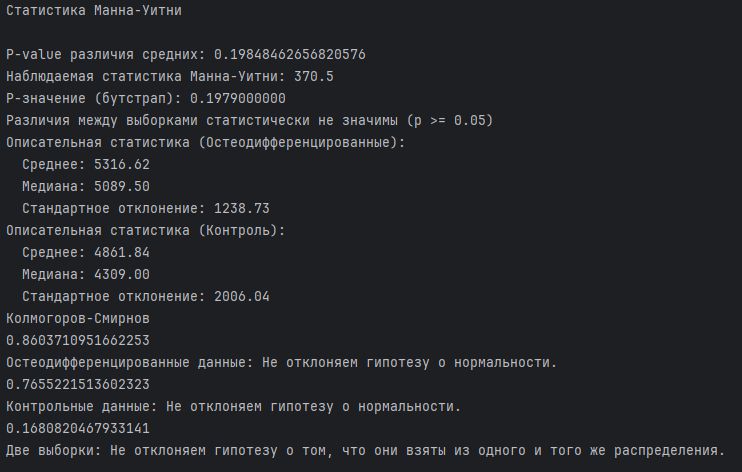 Статистика Манна-Уитни
P-value различия средних: 0.19848462656820576
Наблюдаемая статистика Манна-Уитни: 370.5
P-значение (бутстрап): 0.1979000000
Различия между выборками статистически не значимы (p >= 0.05)
Описательная статистика (Остеодифференцированные):
  Среднее: 5316.62
  Медиана: 5089.50
  Стандартное отклонение: 1238.73
Описательная статистика (Контроль):
  Среднее: 4861.84
  Медиана: 4309.00
  Стандартное отклонение: 2006.04
Колмогоров-Смирнов
0.8603710951662253
Остеодифференцированные данные: Не отклоняем гипотезу о нормальности.
0.7655221513602323
Контрольные данные: Не отклоняем гипотезу о нормальности.
0.1680820467933141
Две выборки: Не отклоняем гипотезу о том, что они взяты из одного и того же распределения.